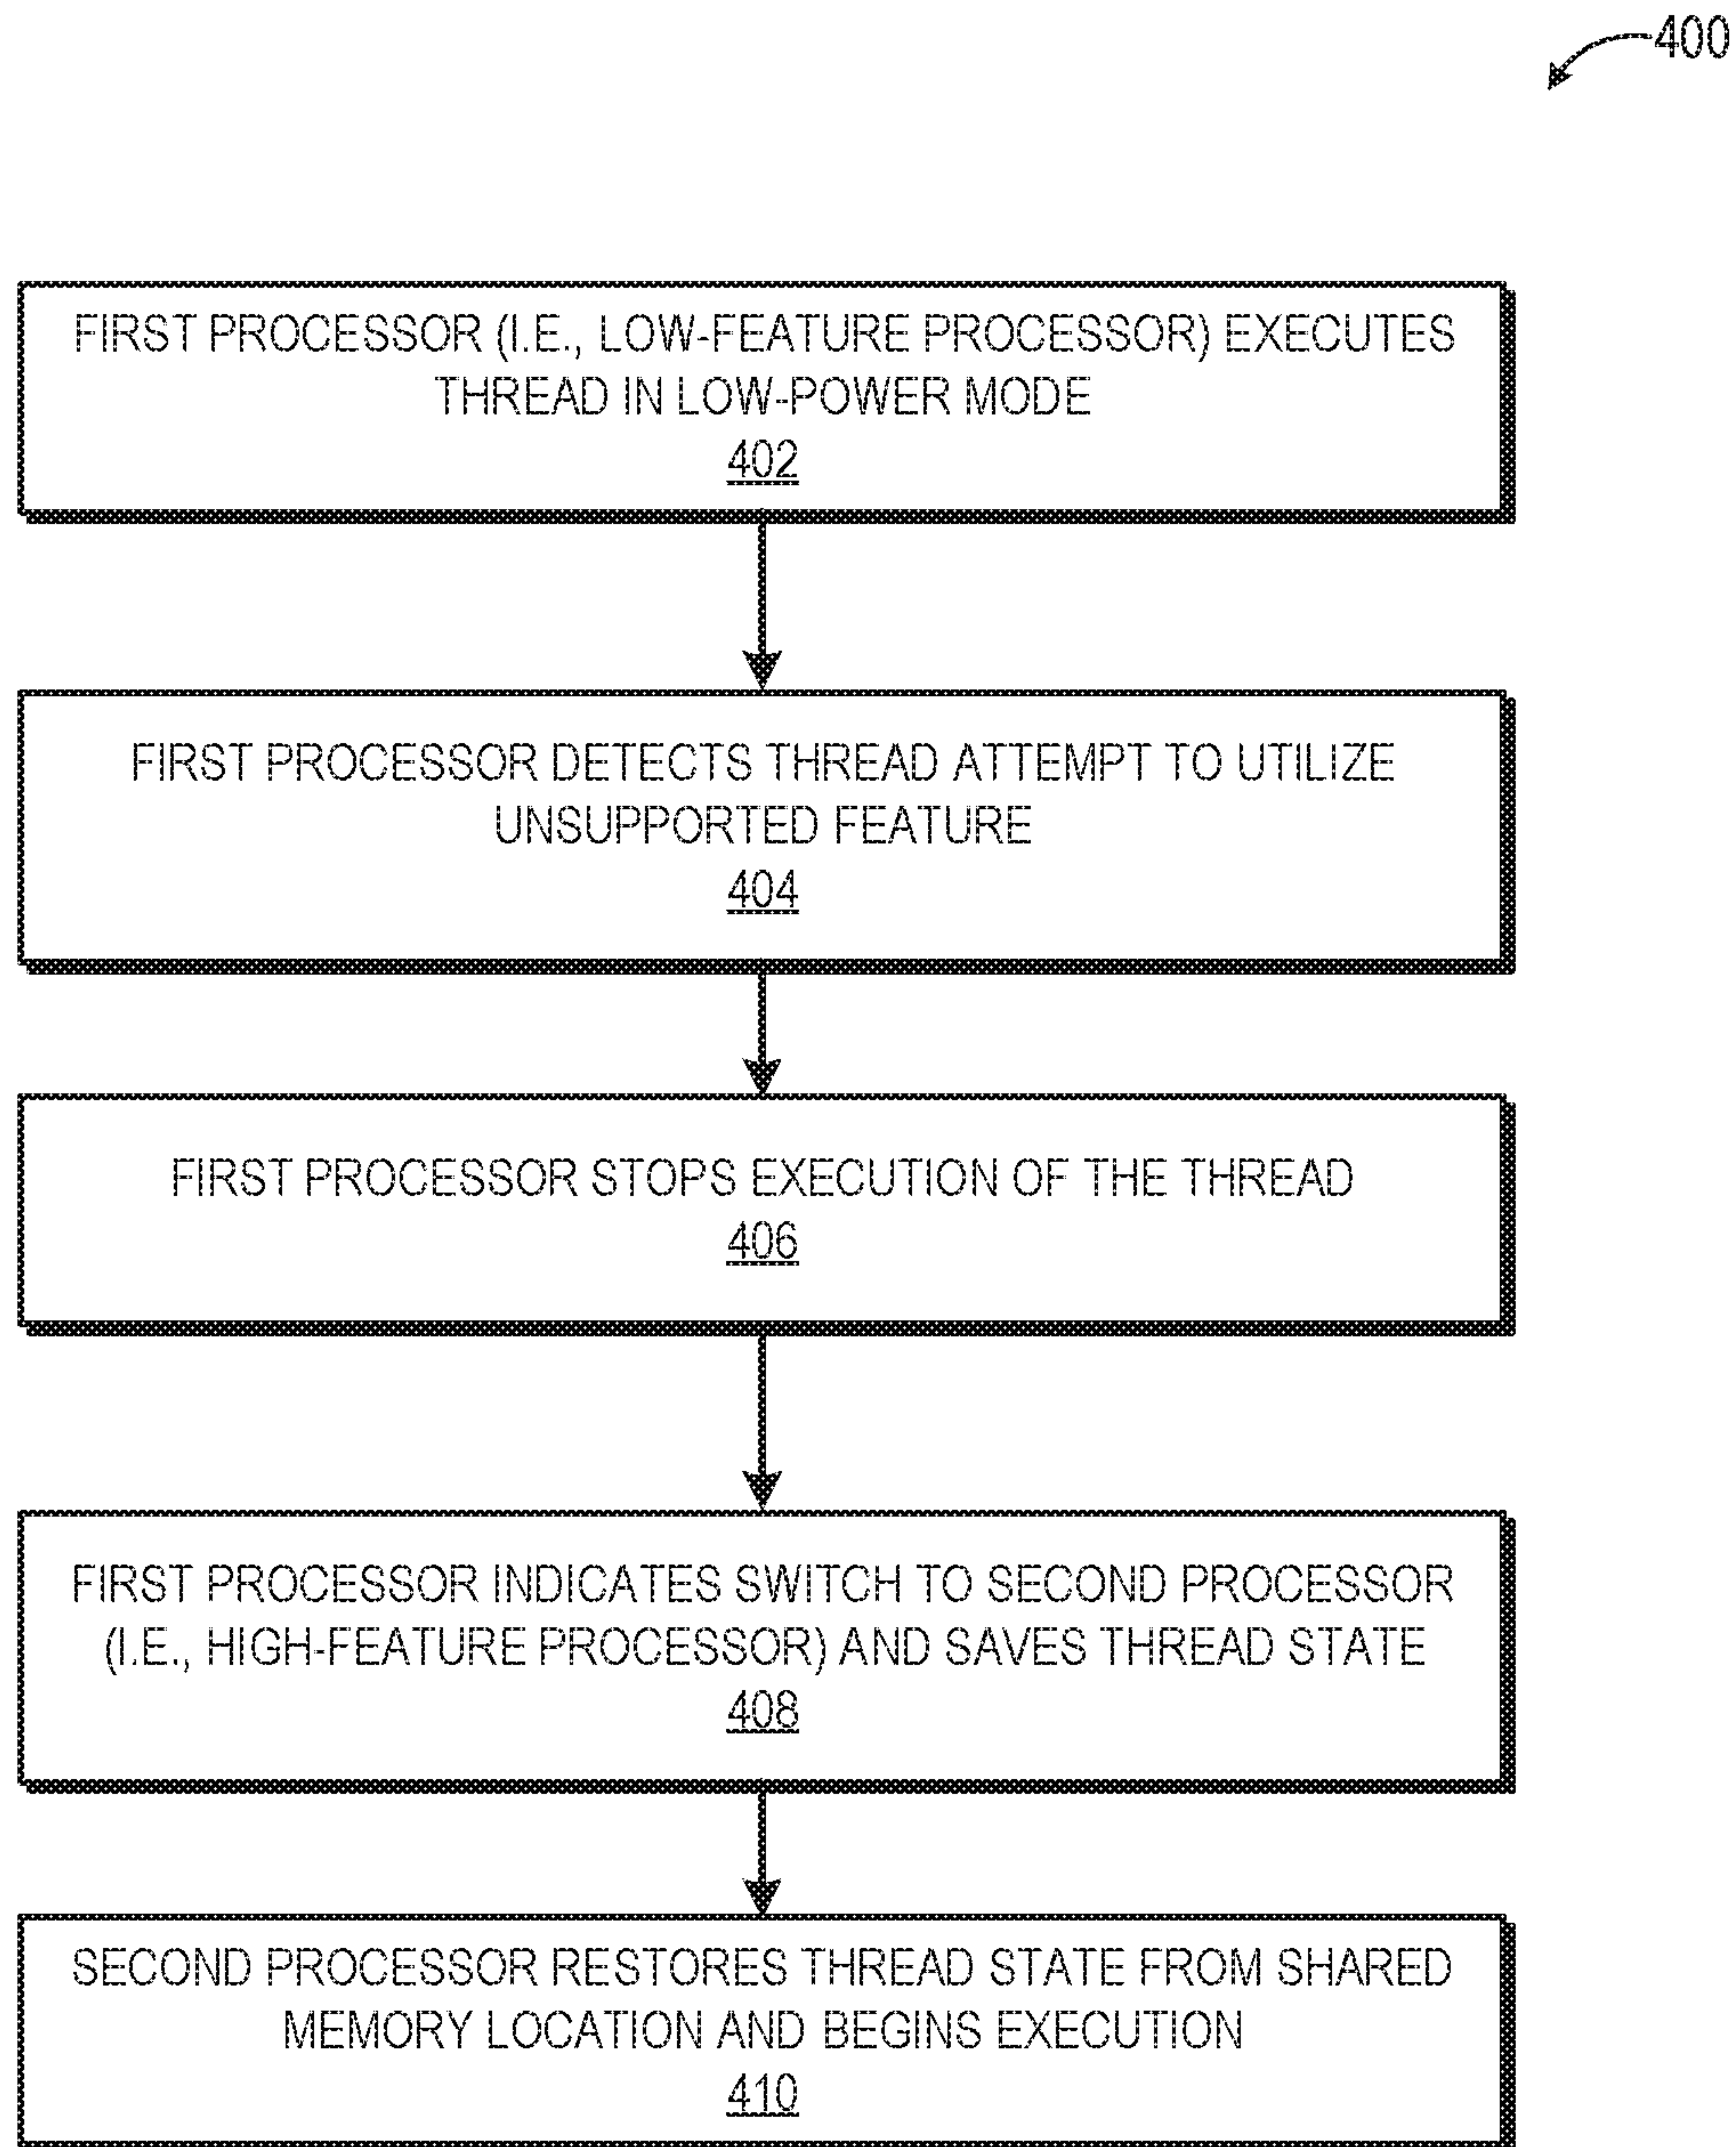 400
FIRST PROCESSOR (I.E., LOW-FEATURE PROCESSOR) EXECUTES
THREAD IN LOW-POWER MODE
402
FIRST PROCESSOR DETECTS THREAD ATTEMPT TO UTILIZE
UNSUPPORTED FEATURE
404
FIRST PROCESSOR STOPS EXECUTION OF THE THREAD
406
FIRST PROCESSOR INDICATES SWITCH TO SECOND PROCESSOR
(I.E., HIGH-FEATURE PROCESSOR) AND SAVES THREAD STATE
408
SECOND PROCESSOR RESTORES THREAD STATE FROM SHARED
MEMORY LOCATION AND BEGINS EXECUTION
410